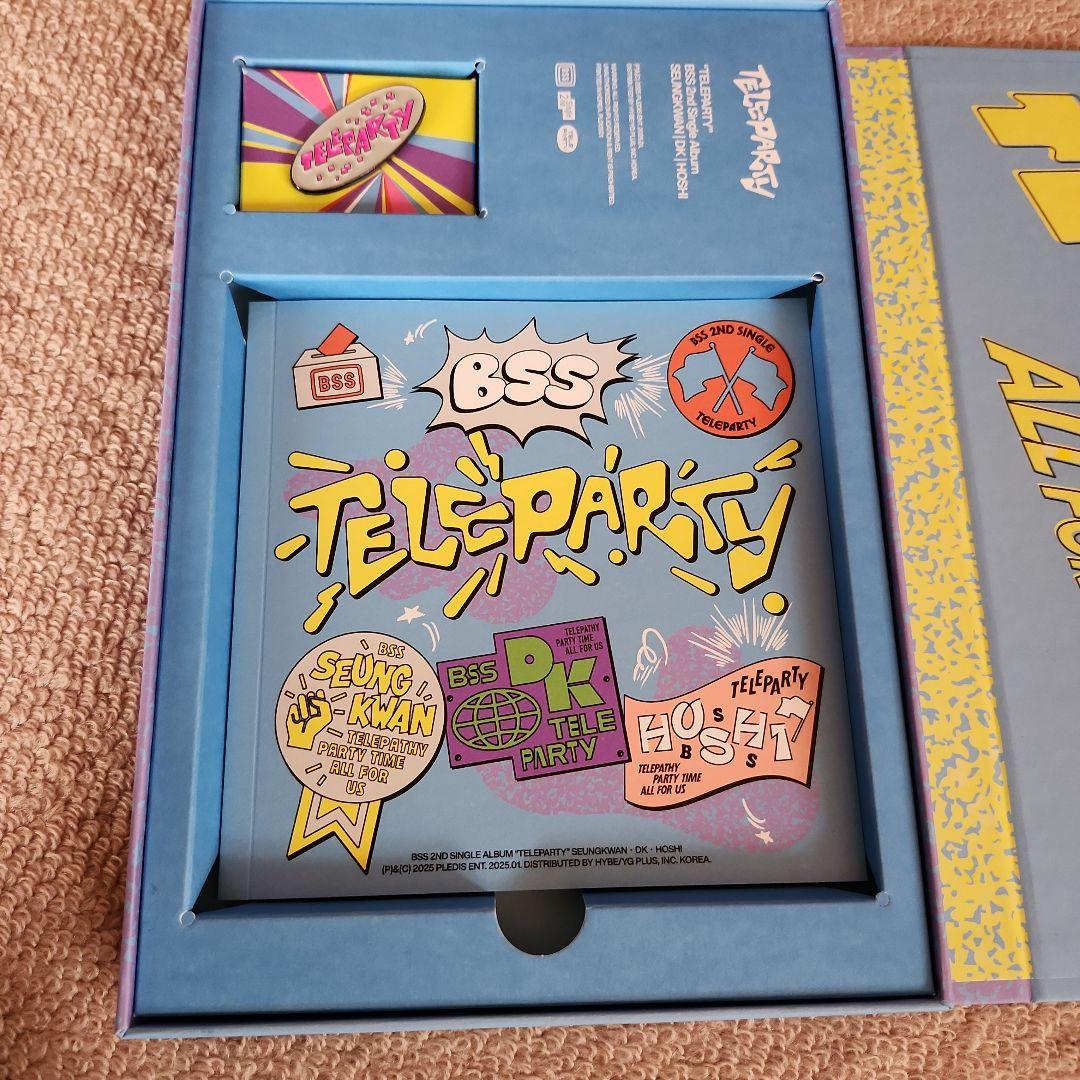 TELEPARTY
TELEPARTY
"TELEPARTY"
BSS 2nd Single Album
SEUNGKWAN | DK | HOSHI
BSS
BSS
BSS
BSS 2ND SINGLE
TELEPARTY
TELEPARTY
BSS
SEUNG
KWAN
TELEPATHY
PARTY TIME
ALL FOR
US
TELEPATHY
PARTY TIME
ALL FOR US
BSS
DK
TELE
PARTY
TELEPARTY
HOSHI
BSS
TELEPATHY
PARTY TIME
ALL FOR US
BSS 2ND SINGLE ALBUM "TELEPARTY" SEUNGKWAN · DK · HOSHI
(P)&(C) 2025 PLEDIS ENT. 2025.01. DISTRIBUTED BY HYBE/YG PLUS, INC. KOREA.
ALL FOR